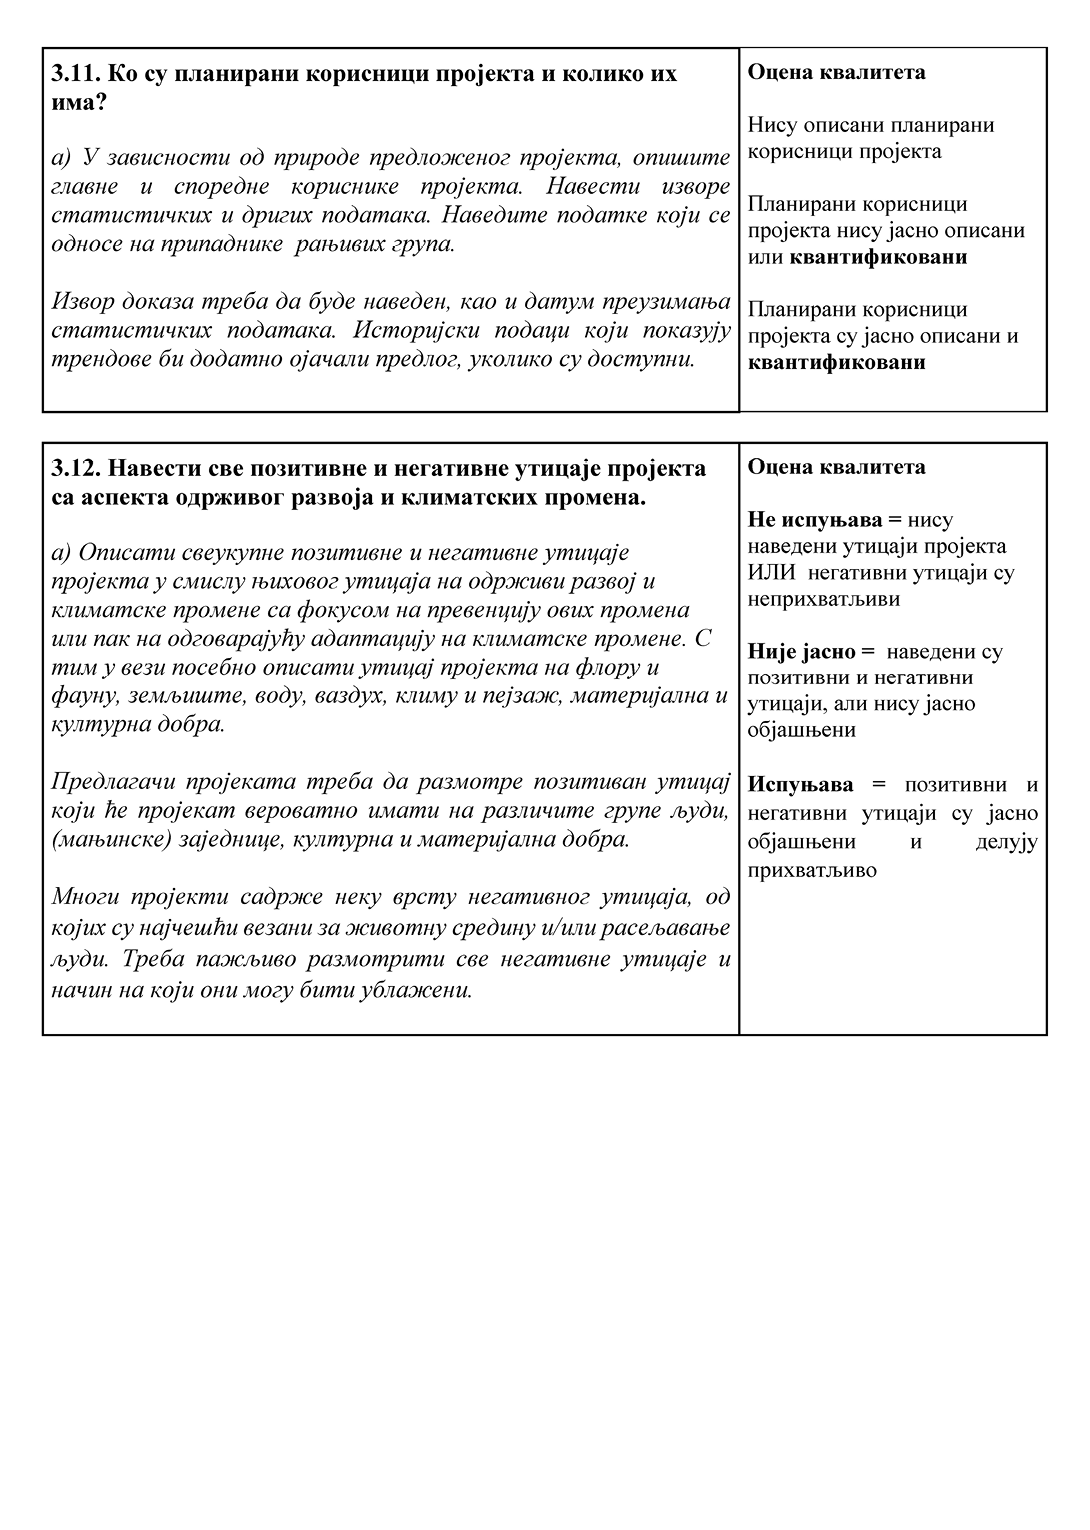 3.11. Ко су планирани корисници пројекта и колико их
има?
а) У зависности од природе предложеног пројекта, опишите
главне и споредне кориснике пројекта. Навести изворе
статистичких и других података. Наведите податке који се
односе на припаднике рањивих група.
Извор доказа треба да буде наведен, као и датум преузимања
статистичких података. Историјски подаци који показују
трендове би додатно ојачали предлог, уколико су доступни.
Оцена квалитета
Нису описани планирани
корисници пројекта
Планирани корисници
пројекта нису јасно описани
или квантификовани
Планирани корисници
пројекта су јасно описани и
квантификовани
3.12. Навести све позитивне и негативне утицаје пројекта
са аспекта одрживог развоја и климатских промена.
а) Описати свеукупне позитивне и негативне утицаје
пројекта у смислу њиховог утицаја на одрживи развој и
климатске промене са фокусом на превенцију ових промена
или пак на одговарајућу адаптацију на климатске промене. С
тим у вези посебно описати утицај пројекта на флору и
фауну, земљиште, воду, ваздух, климу и пејзаж, материјална и
културна добра.
Предлагачи пројеката треба да размотре позитиван утицај
који ће пројекат вероватно имати на различите групе људи,
(мањинске) заједнице, културна и материјална добра.
Многи пројекти садрже неку врсту негативног утицаја, од
којих су најчешћи везани за животну средину и/или расељавање
људи. Треба пажљиво размотрити све негативне утицаје и
начин на који они могу бити ублажени.
Оцена квалитета
Не испуњава = нису
наведени утицаји пројекта
ИЛИ негативни утицаји су
неприхватљиви
Није јасно = наведени су
позитивни и негативни
утицаји, али нису јасно
објашњени
Испуњава = позитивни и
негативни утицаји су јасно
објашњени и делују
прихватљиво